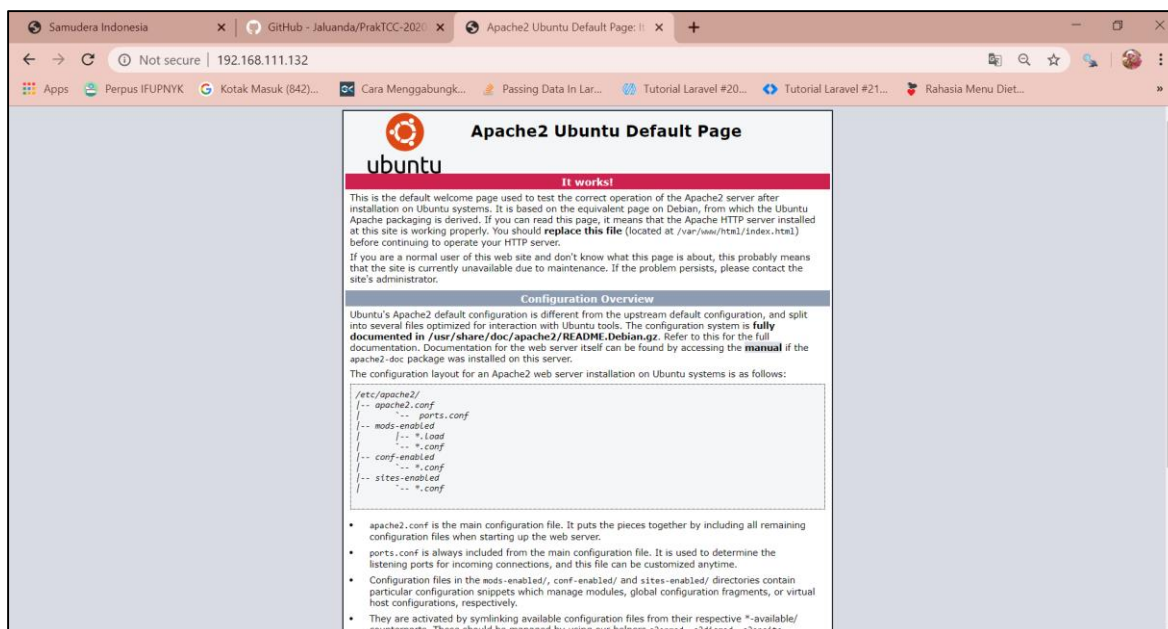 Samudera Indonesia
GitHub - Jaluanda/PrakTCC-2020
Apache2 Ubuntu Default Page: It
Not secure | 192.168.111.132
Apps
Perpus IFUPNYK
Kotak Masuk (842)...
Cara Menggabungk...
Passing Data In Lar...
Tutorial Laravel #20...
Tutorial Laravel #21...
Rahasia Menu Diet...
»
ubuntu
Apache2 Ubuntu Default Page
It works!
This is the default welcome page used to test the correct operation of the Apache2 server after
installation on Ubuntu systems. It is based on the equivalent page on Debian, from which the Ubuntu
Apache packaging is derived. If you can read this page, it means that the Apache HTTP server installed
at this site is working properly. You should replace this file (located at /var/www/html/index.html)
before continuing to operate your HTTP server.
If you are a normal user of this web site and don't know what this page is about, this probably means
that the site is currently unavailable due to maintenance. If the problem persists, please contact the
site's administrator.
Configuration Overview
Ubuntu's Apache2 default configuration is different from the upstream default configuration, and split
into several files optimized for interaction with Ubuntu tools. The configuration system is fully
documented in /usr/share/doc/apache2/README.Debian.gz. Refer to this for the full
documentation. Documentation for the web server itself can be found by accessing the manual if the
apache2-doc package was installed on this server.
The configuration layout for an Apache2 web server installation on Ubuntu systems is as follows:
/etc/apache2/
|-- apache2.conf
|       `--  ports.conf
|-- mods-enabled
|       |-- *.load
|       `-- *.conf
|-- conf-enabled
|       `-- *.conf
|-- sites-enabled
|       `-- *.conf
• apache2.conf is the main configuration file. It puts the pieces together by including all remaining
configuration files when starting up the web server.
• ports.conf is always included from the main configuration file. It is used to determine the
listening ports for incoming connections, and this file can be customized anytime.
• Configuration files in the mods-enabled/, conf-enabled/ and sites-enabled/ directories contain
particular configuration snippets which manage modules, global configuration fragments, or virtual
host configurations, respectively.
• They are activated by symlinking available configuration files from their respective *-available/